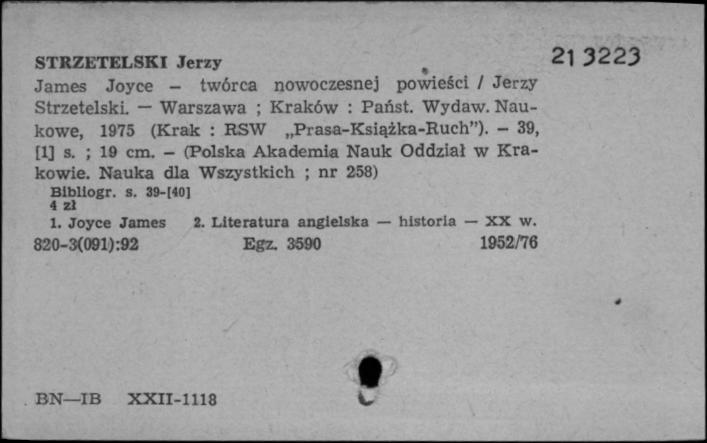 STRZETELSKI Jerzy 213223
James Joyce — twórca nowoczesnej powieści / Jerzy
Strzetelski. — Warszawa ; Kraków : Państ. Wydaw. Nau-
kowe, 1975 (Krak : RSW „Prasa-Książka-Ruch”). — 39,
[1] s. ; 19 cm. — (Polska Akademia Nauk Oddział w Kra-
kowie. Nauka dla Wszystkich ; nr 258)
Bibliogr. s. 39-[40]
4 zł
1. Joyce James 2. Literatura angielska — historia — XX w.
820-3(091):92 Egz. 3590 1952/76
BN—IB XXII-1118